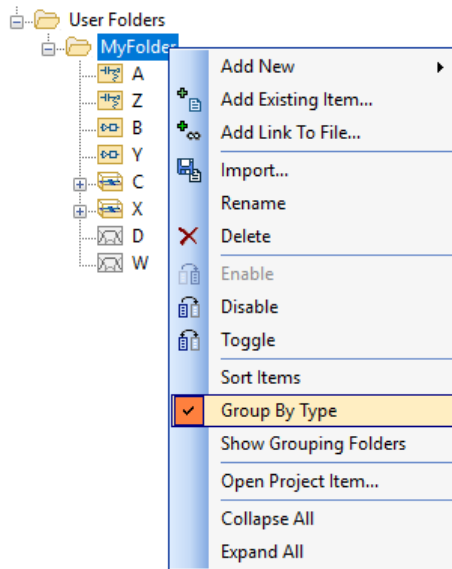 User Folders
MyFolder
A
Z
B
Y
C
X
D
W
Add New
Add Existing Item...
Add Link To File...
Import...
Rename
Delete
Enable
Disable
Toggle
Sort Items
Group By Type
Show Grouping Folders
Open Project Item...
Collapse All
Expand All